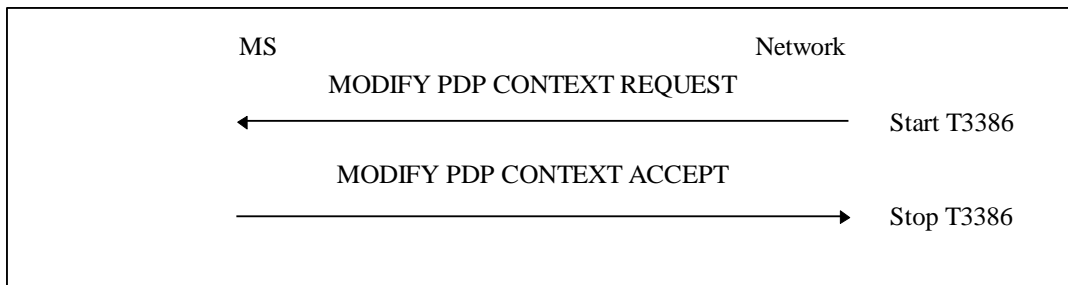 MS Network
MODIFY PDP CONTEXT REQUEST
Start T3386
MODIFY PDP CONTEXT ACCEPT
Stop T3386